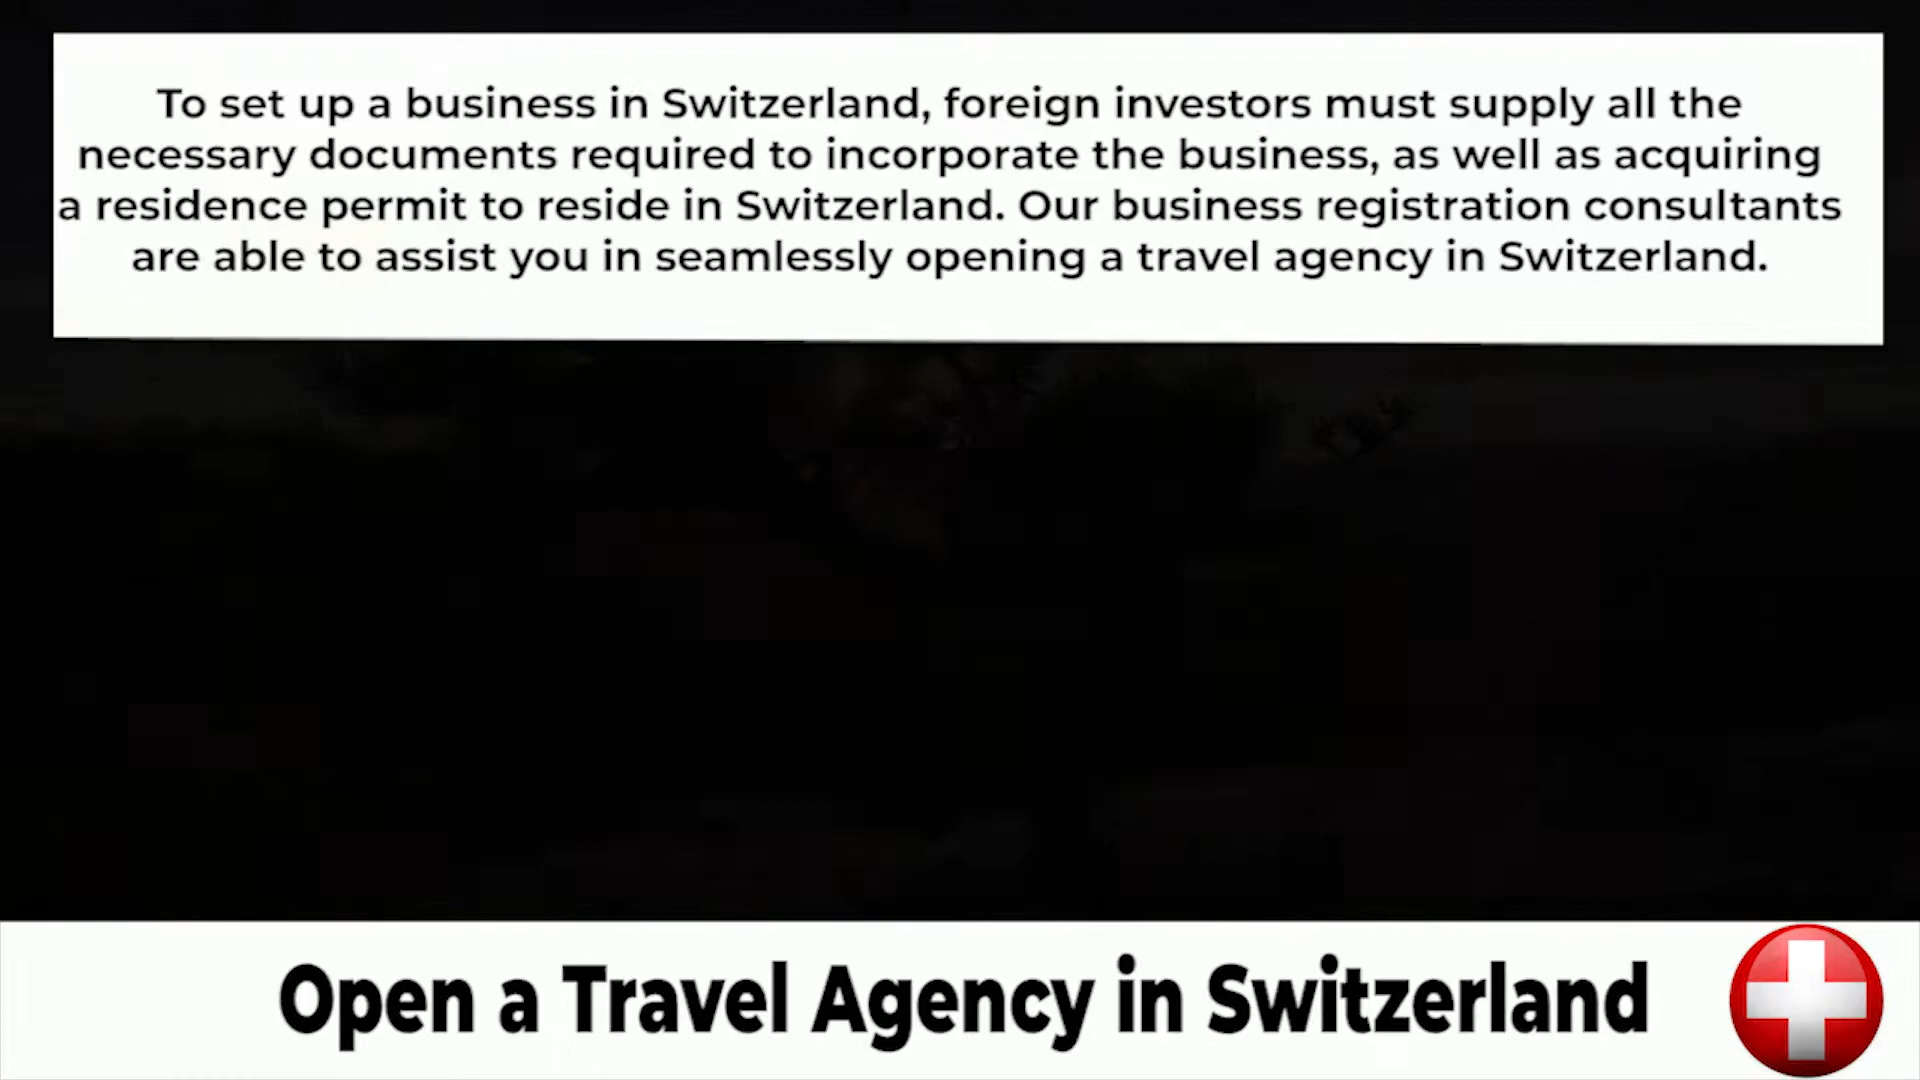 To set up a business in Switzerland, foreign investors must supply all the
necessary documents required to incorporate the business, as well as acquiring
a residence permit to reside in Switzerland. Our business registration consultants
are able to assist you in seamlessly opening a travel agency in Switzerland.
Open a Travel Agency in Switzerland